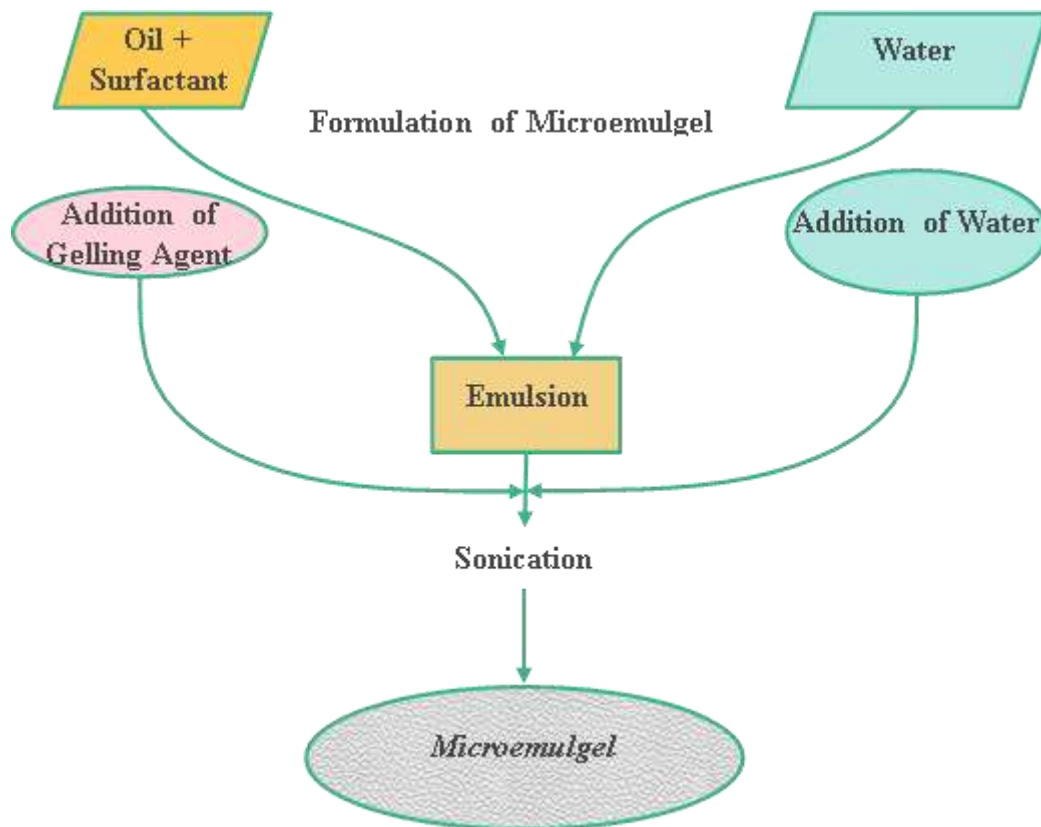 Oil +
Surfactant
Water
Formulation of Microemulgel
Addition of
Gelling Agent
Addition of Water
Emulsion
Sonication
Microemulgel